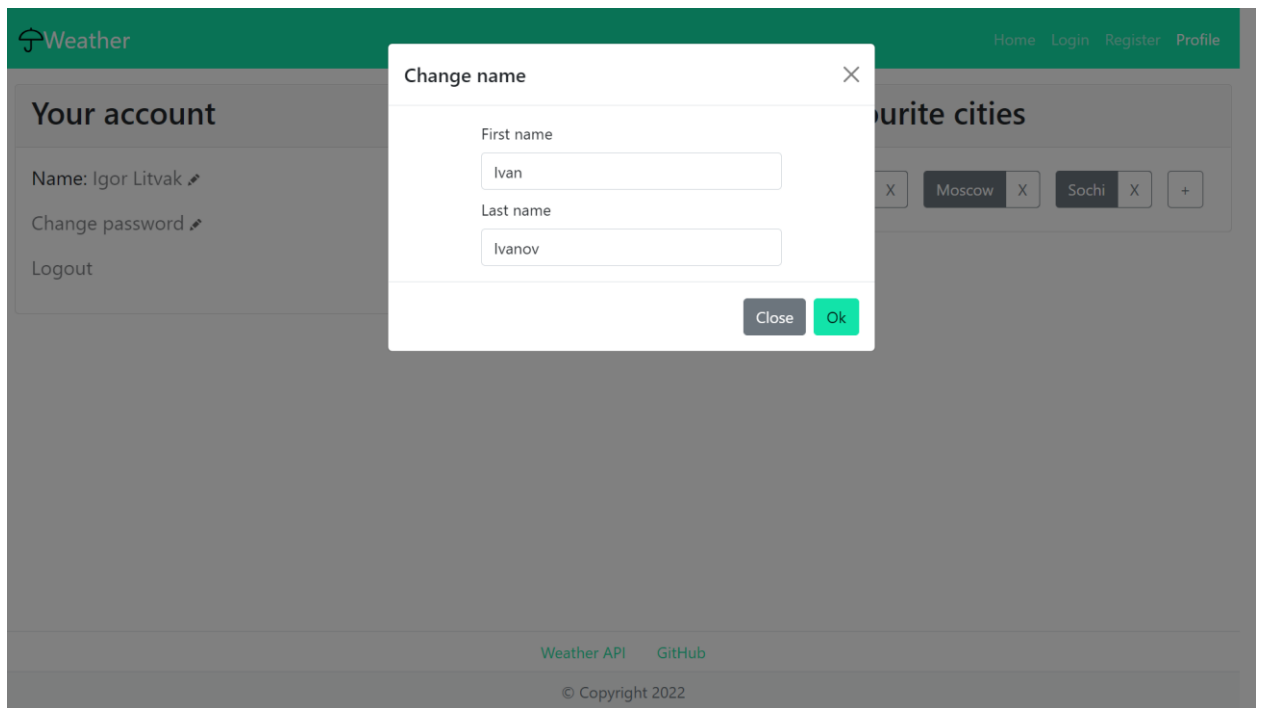 Weather
Home Login Register Profile
Change name
Your account
urite cities
First name
Ivan
Last name
Ivanov
Name: Igor Litvak
Change password
Logout
X Moscow X Sochi X +
Close Ok
Weather API GitHub
© Copyright 2022